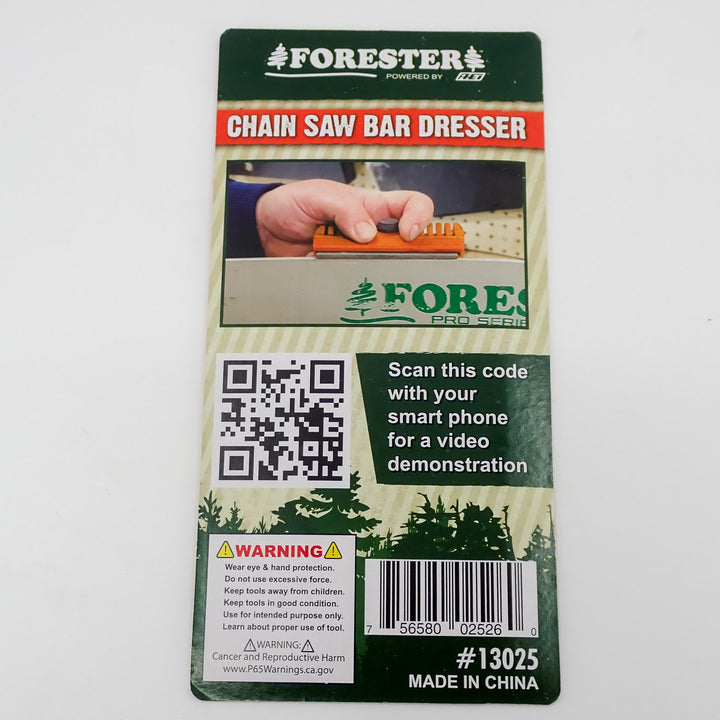 FORESTER
POWERED BY
CHAIN SAW BAR DRESSER
FORES
PRO SERIE
Scan this code
with your
smart phone
for a video
demonstration
WARNING
Wear eye & hand protection.
Do not use excessive force.
Keep tools away from children.
Keep tools in good condition.
Use for intended purpose only.
Learn about proper use of tool.
WARNING:
Cancer and Reproductive Harm
www.P65Warnings.ca.gov
7 56580 02526 0
#13025
MADE IN CHINA